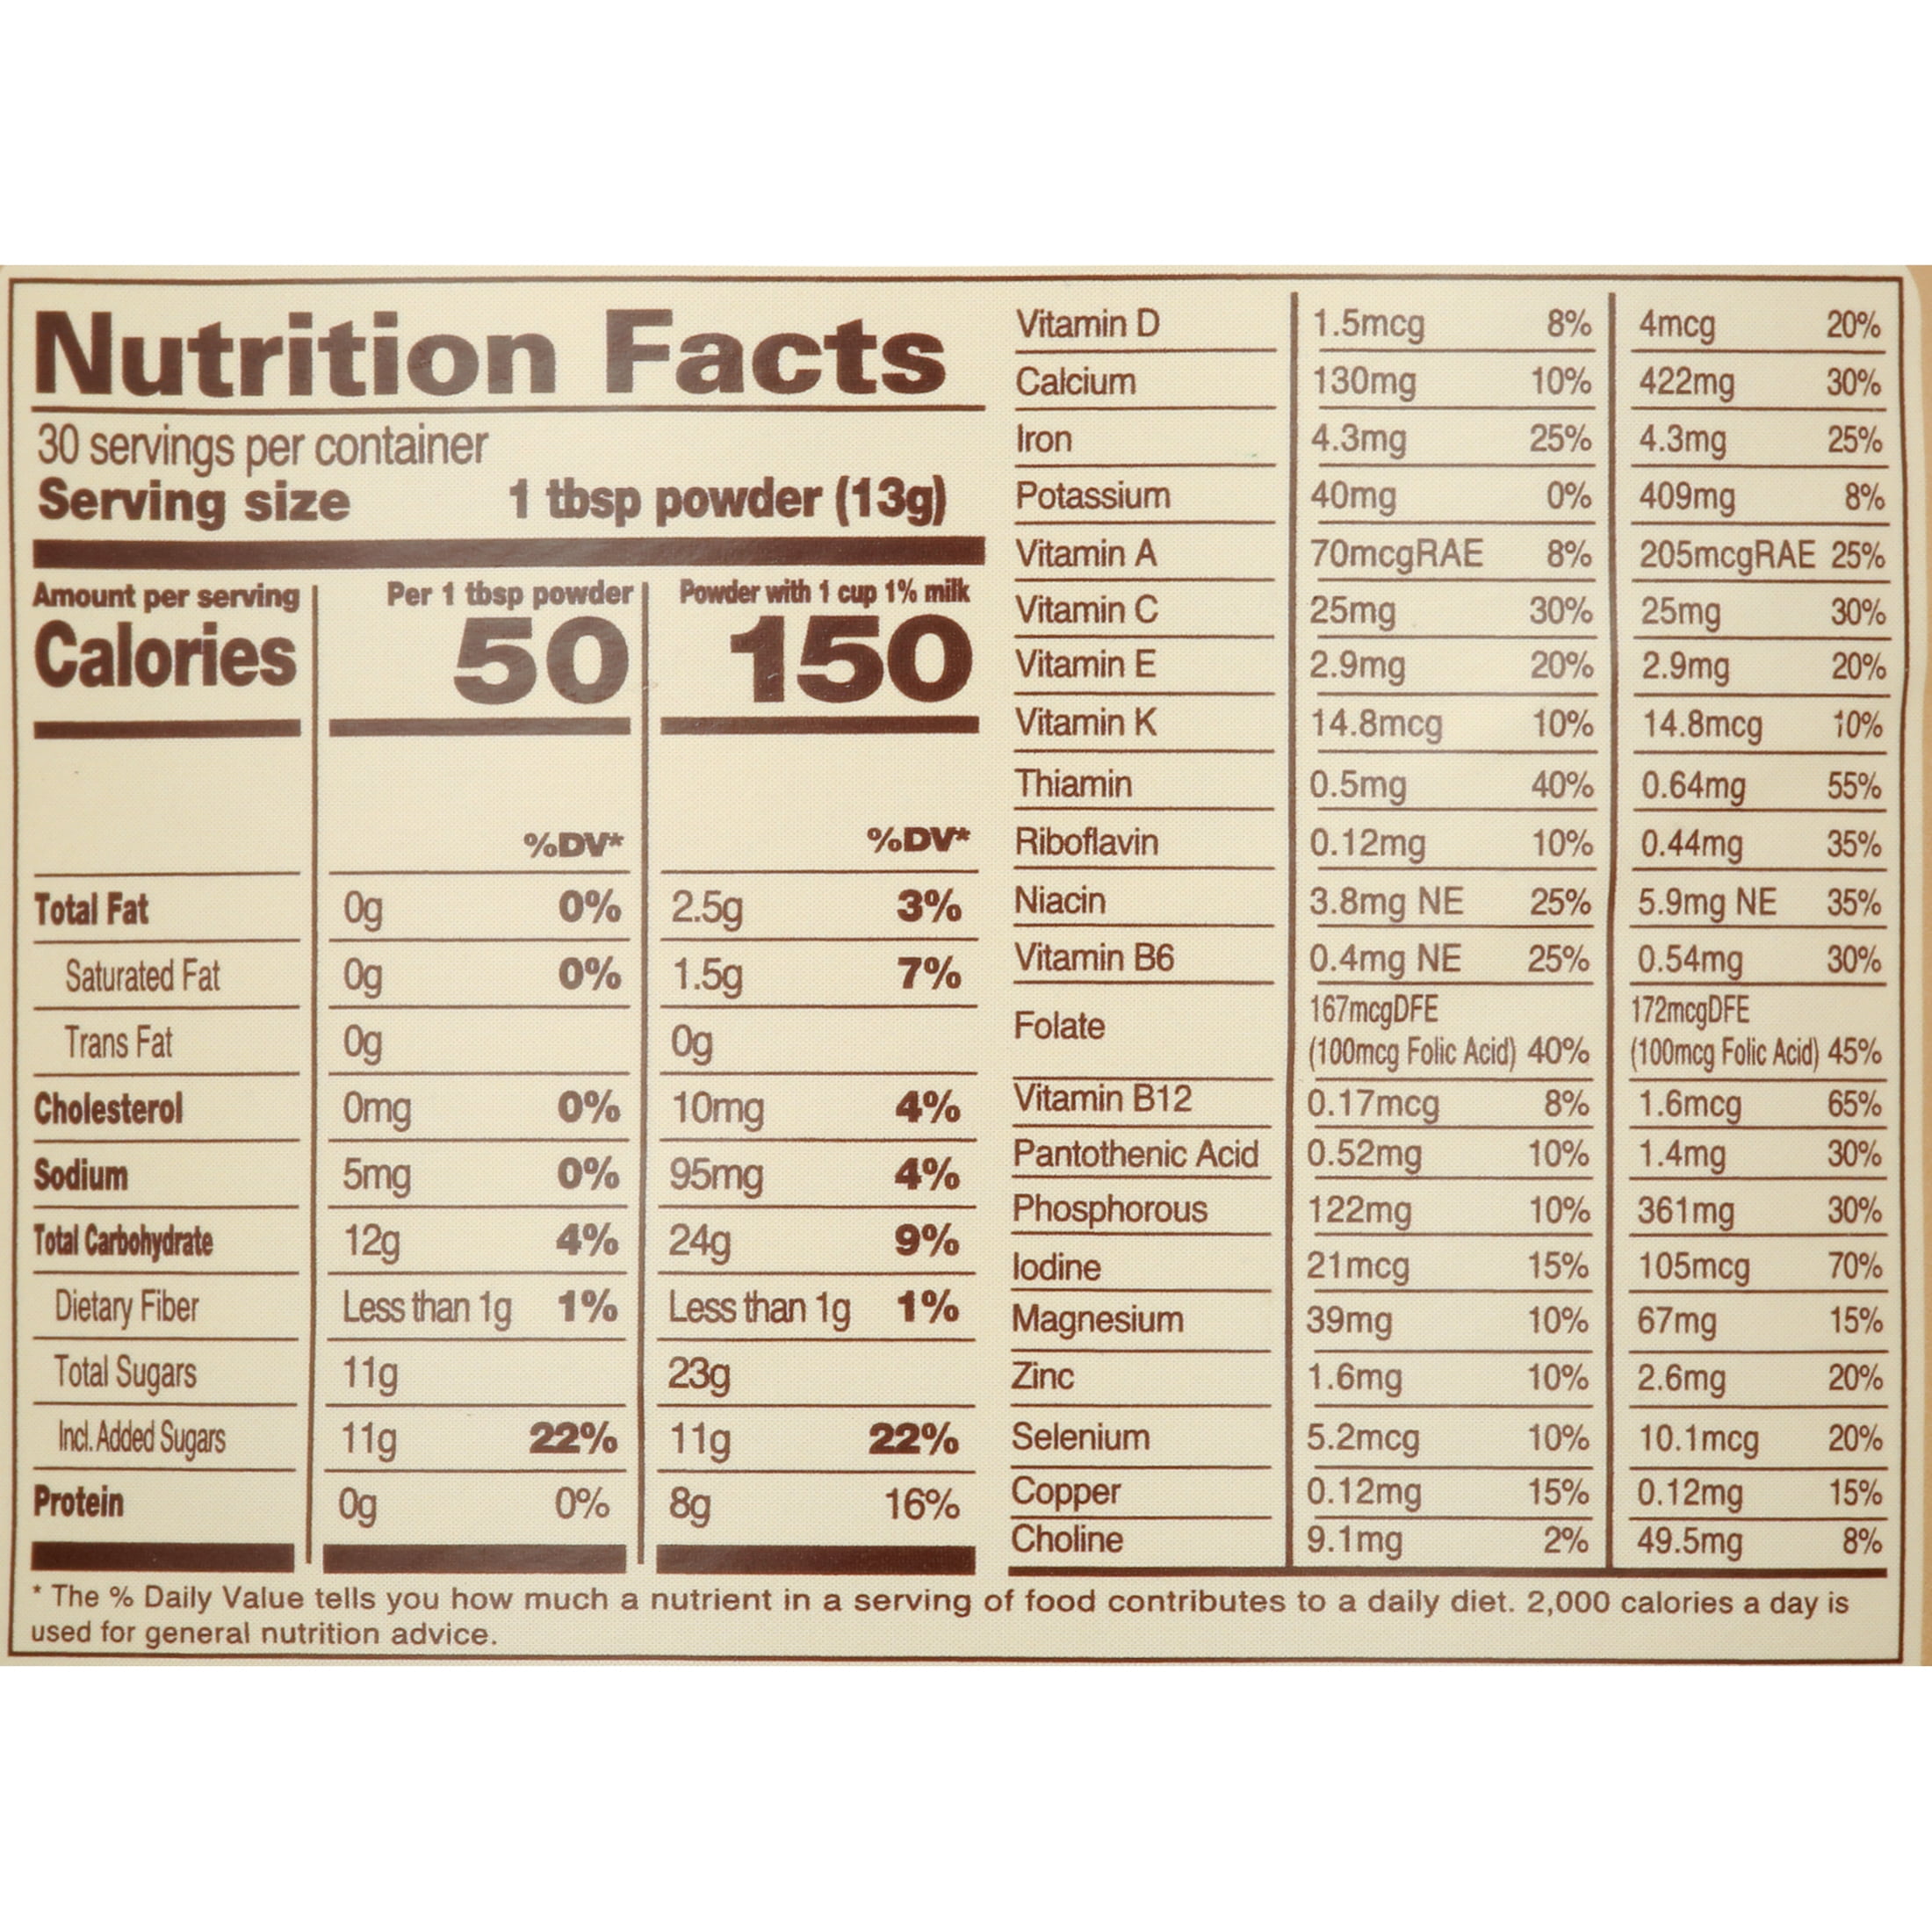 Nutrition Facts
30 servings per container
Serving size 1 tbsp powder (13g)
Amount per serving Per 1 tbsp powder Powder with 1 cup 1% milk
Calories 50 150
%DV* %DV*
Total Fat 0g 0% 2.5g 3%
Saturated Fat 0g 0% 1.5g 7%
Trans Fat 0g 0g
Cholesterol 0mg 0% 10mg 4%
Sodium 5mg 0% 95mg 4%
Total Carbohydrate 12g 4% 24g 9%
Dietary Fiber Less than 1g 1% Less than 1g 1%
Total Sugars 11g 23g
Incl. Added Sugars 11g 22% 11g 22%
Protein 0g 0% 8g 16%
Vitamin D 1.5mcg 8% 4mcg 20%
Calcium 130mg 10% 422mg 30%
Iron 4.3mg 25% 4.3mg 25%
Potassium 40mg 0% 409mg 8%
Vitamin A 70mcgRAE 8% 205mcgRAE 25%
Vitamin C 25mg 30% 25mg 30%
Vitamin E 2.9mg 20% 2.9mg 20%
Vitamin K 14.8mcg 10% 14.8mcg 10%
Thiamin 0.5mg 40% 0.64mg 55%
Riboflavin 0.12mg 10% 0.44mg 35%
Niacin 3.8mg NE 25% 5.9mg NE 35%
Vitamin B6 0.4mg NE 25% 0.54mg 30%
Folate 167mcgDFE (100mcg Folic Acid) 40% 172mcgDFE (100mcg Folic Acid) 45%
Vitamin B12 0.17mcg 8% 1.6mcg 65%
Pantothenic Acid 0.52mg 10% 1.4mg 30%
Phosphorous 122mg 10% 361mg 30%
Iodine 21mcg 15% 105mcg 70%
Magnesium 39mg 10% 67mg 15%
Zinc 1.6mg 10% 2.6mg 20%
Selenium 5.2mcg 10% 10.1mcg 20%
Copper 0.12mg 15% 0.12mg 15%
Choline 9.1mg 2% 49.5mg 8%
* The % Daily Value tells you how much a nutrient in a serving of food contributes to a daily diet. 2,000 calories a day is
used for general nutrition advice.